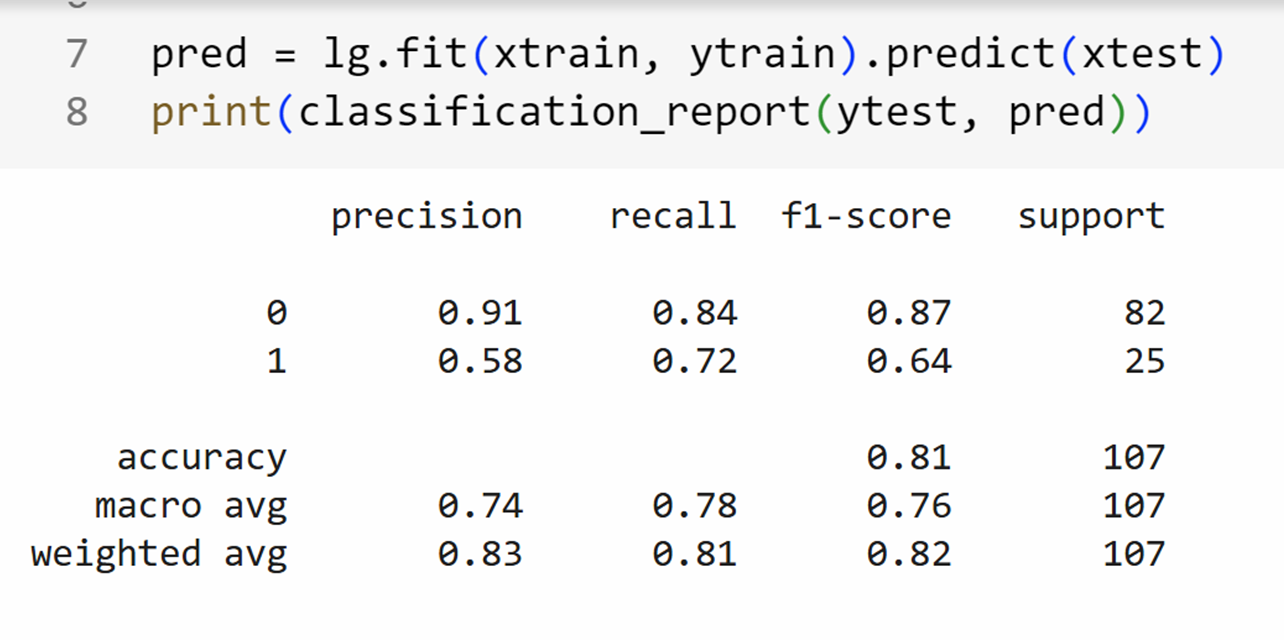 7 pred = lg.fit(xtrain, ytrain).predict(xtest)
8 print(classification_report(ytest, pred))
precision recall f1-score support
0 0.91 0.84 0.87 82
1 0.58 0.72 0.64 25
accuracy 0.81 107
macro avg 0.74 0.78 0.76 107
weighted avg 0.83 0.81 0.82 107